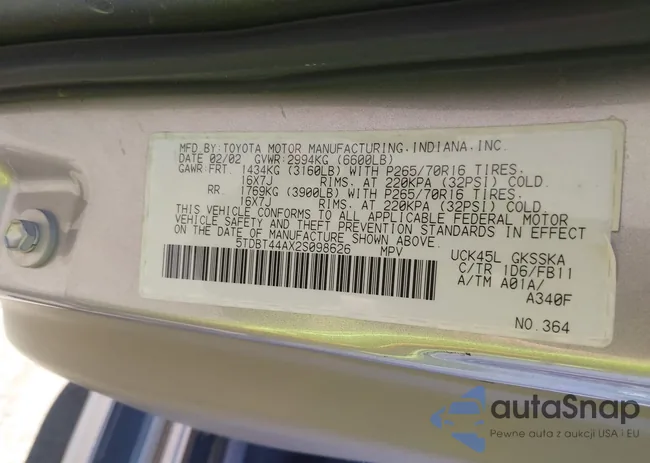 MFD BY: TOYOTA MOTOR MANUFACTURING, INDIANA, INC.
DATE 02/02 GVWR: 2994KG (6600LB)
GAWR: FRT. 1434KG (3160LB) WITH P265/70R16 TIRES.
16X7J RIMS. AT 220KPA (32PSI) COLD.
RR. 1769KG (3900LB) WITH P265/70R16 TIRES.
16X7J RIMS. AT 220KPA (32PSI) COLD.
THIS VEHICLE CONFORMS TO ALL APPLICABLE FEDERAL MOTOR
VEHICLE SAFETY AND THEFT PREVENTION STANDARDS IN EFFECT
ON THE DATE OF MANUFACTURE SHOWN ABOVE.
5TDBT44AX2S098626 MPV
UCK45L GKSSKA
C/TR 1D6/FB11
A/TM A01A/
A340F
NO. 364
autaSnap
Pewne auta z aukcji USA i EU